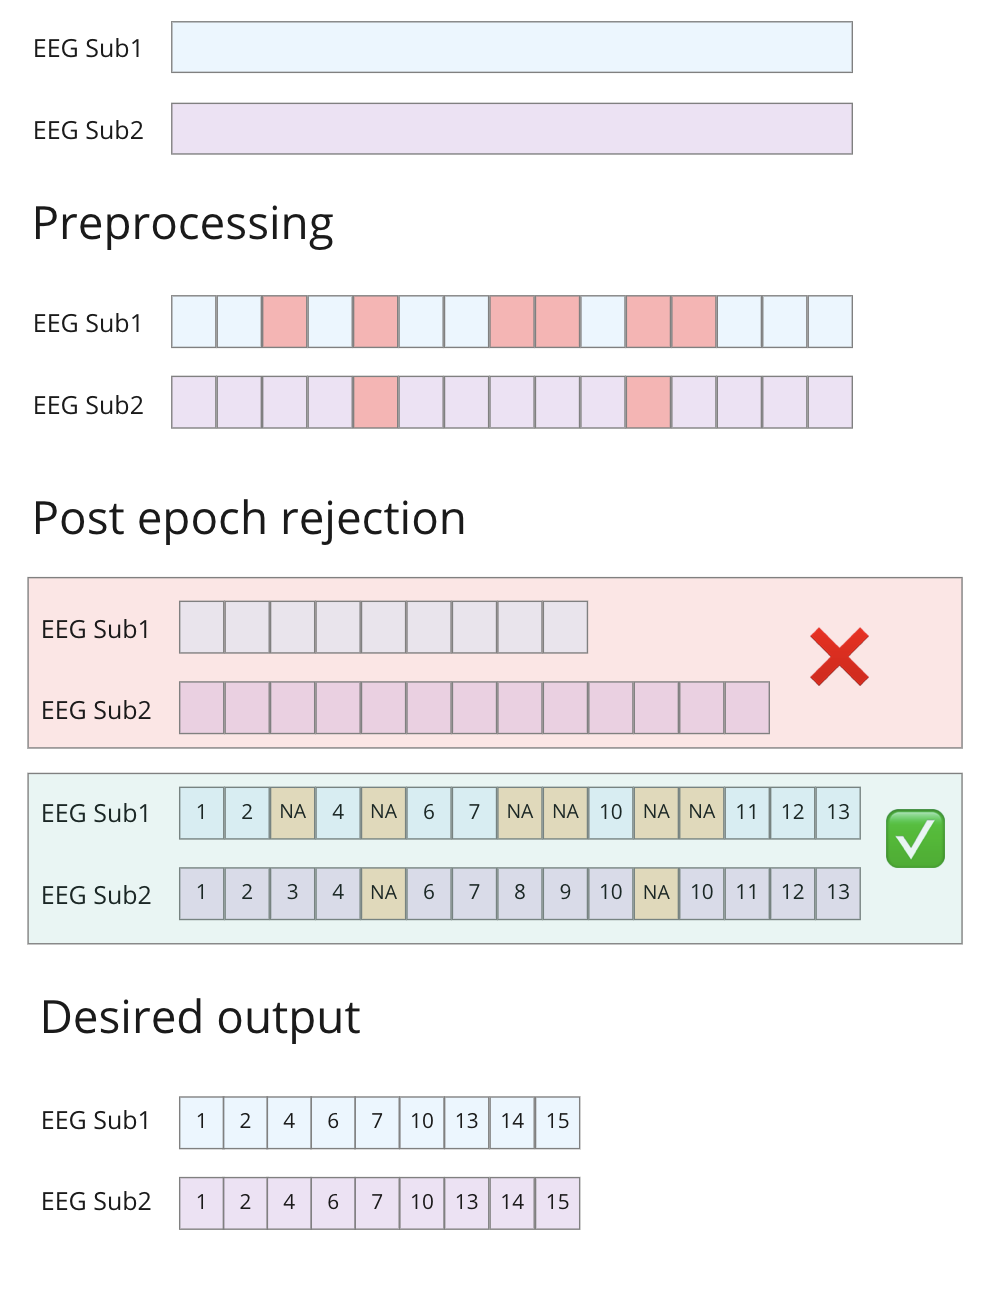 EEG Sub1
EEG Sub2
Preprocessing
EEG Sub1
EEG Sub2
Post epoch rejection
EEG Sub1
EEG Sub2
EEG Sub1 1 2 NA 4 NA 6 7 NA NA 10 NA NA 11 12 13
EEG Sub2 1 2 3 4 NA 6 7 8 9 10 NA 10 11 12 13
Desired output
EEG Sub1 1 2 4 6 7 10 13 14 15
EEG Sub2 1 2 4 6 7 10 13 14 15